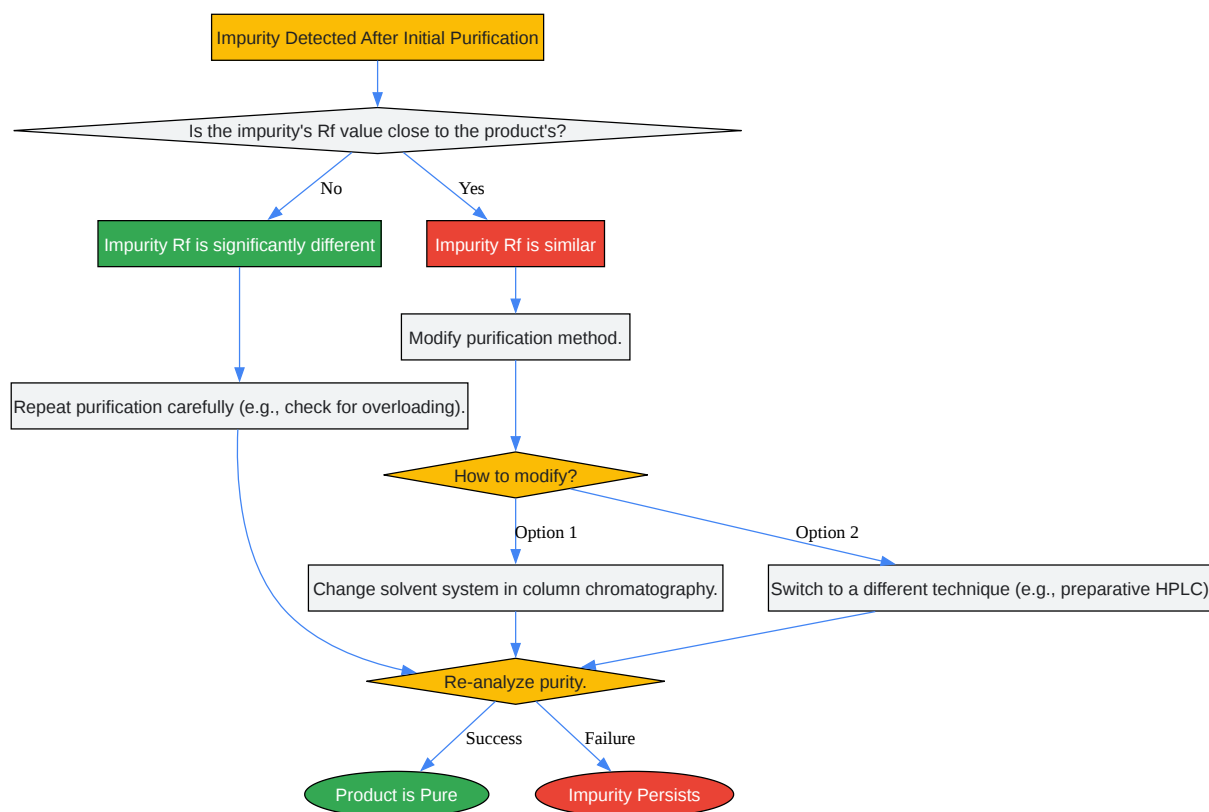 Impurity Detected After Initial Purification
Is the impurity's Rf value close to the product's?
No
Yes
Impurity Rf is significantly different
Impurity Rf is similar
Modify purification method.
Repeat purification carefully (e.g., check for overloading).
How to modify?
Option 1
Option 2
Change solvent system in column chromatography.
Switch to a different technique (e.g., preparative HPLC)
Re-analyze purity.
Success
Failure
Product is Pure
Impurity Persists